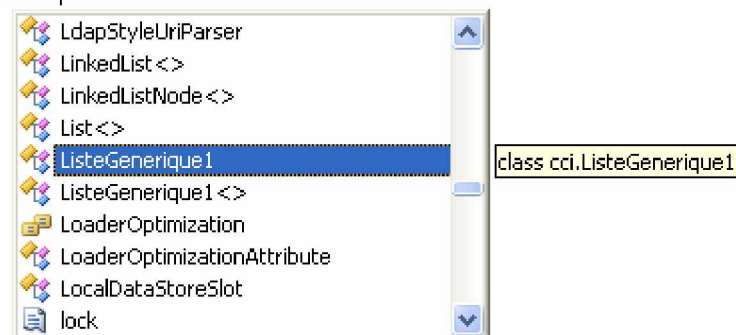 LdapStyleUriParser
LinkedList<>
LinkedListNode<>
List<>
ListeGenerique1
class cci.ListeGenerique1
ListeGenerique1<>
LoaderOptimization
LoaderOptimizationAttribute
LocalDataStoreSlot
lock